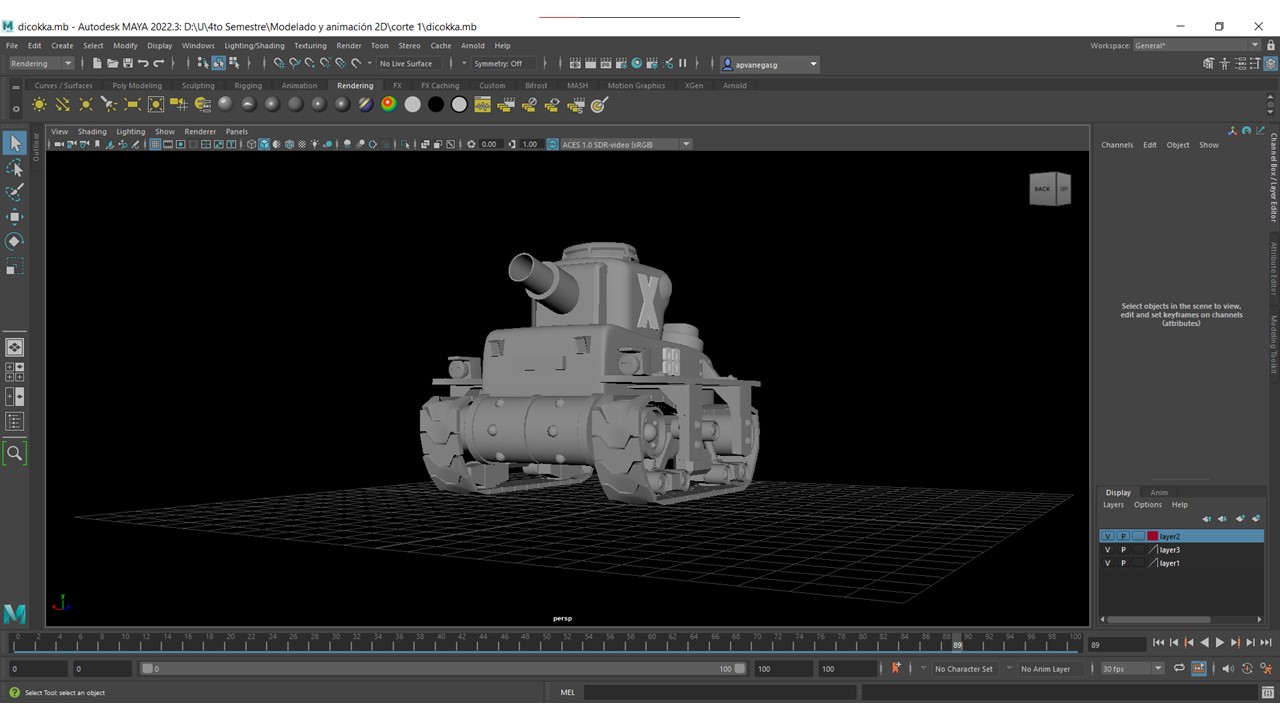 dicokka.mb - Autodesk MAYA 2022.3: D:\U\4to Semestre\Modelado y animación 2D\corte 1\dicokka.mb
File Edit Create Select Modify Display Windows Lighting/Shading Texturing Render Toon Stereo Cache Arnold Help Workspace: General*
Rendering No Live Surface Symmetry: Off apvanegasg
Curves / Surfaces Poly Modeling Sculpting Rigging Animation Rendering FX FX Caching Custom Bifrost MASH Motion Graphics XGen Arnold
View Shading Lighting Show Renderer Panels
0.00 1.00 ACES 1.0 SDR-video (sRGB)
Outliner
BACK
X
persp
Channels Edit Object Show
Select objects in the scene to view,
edit and set keyframes on channels
(attributes)
Channel Box / Layer Editor
Attribute Editor
Modeling Toolkit
Display Anim
Layers Options Help
V P layer2
V P layer3
V P layer1
0 2 4 6 8 10 12 14 16 18 20 22 24 26 28 30 32 34 36 38 40 42 44 46 48 50 52 54 56 58 60 62 64 66 68 70 72 74 76 78 80 82 84 86 88 90 92 94 96 98 100
89 89
0 0 0 100 100 100 No Character Set No Anim Layer 30 fps
Select Tool: select an object MEL